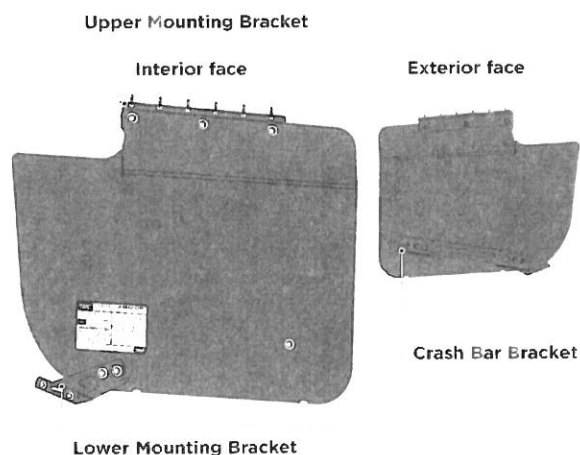 Upper Mounting Bracket
Interior face
Exterior face
Crash Bar Bracket
Lower Mounting Bracket